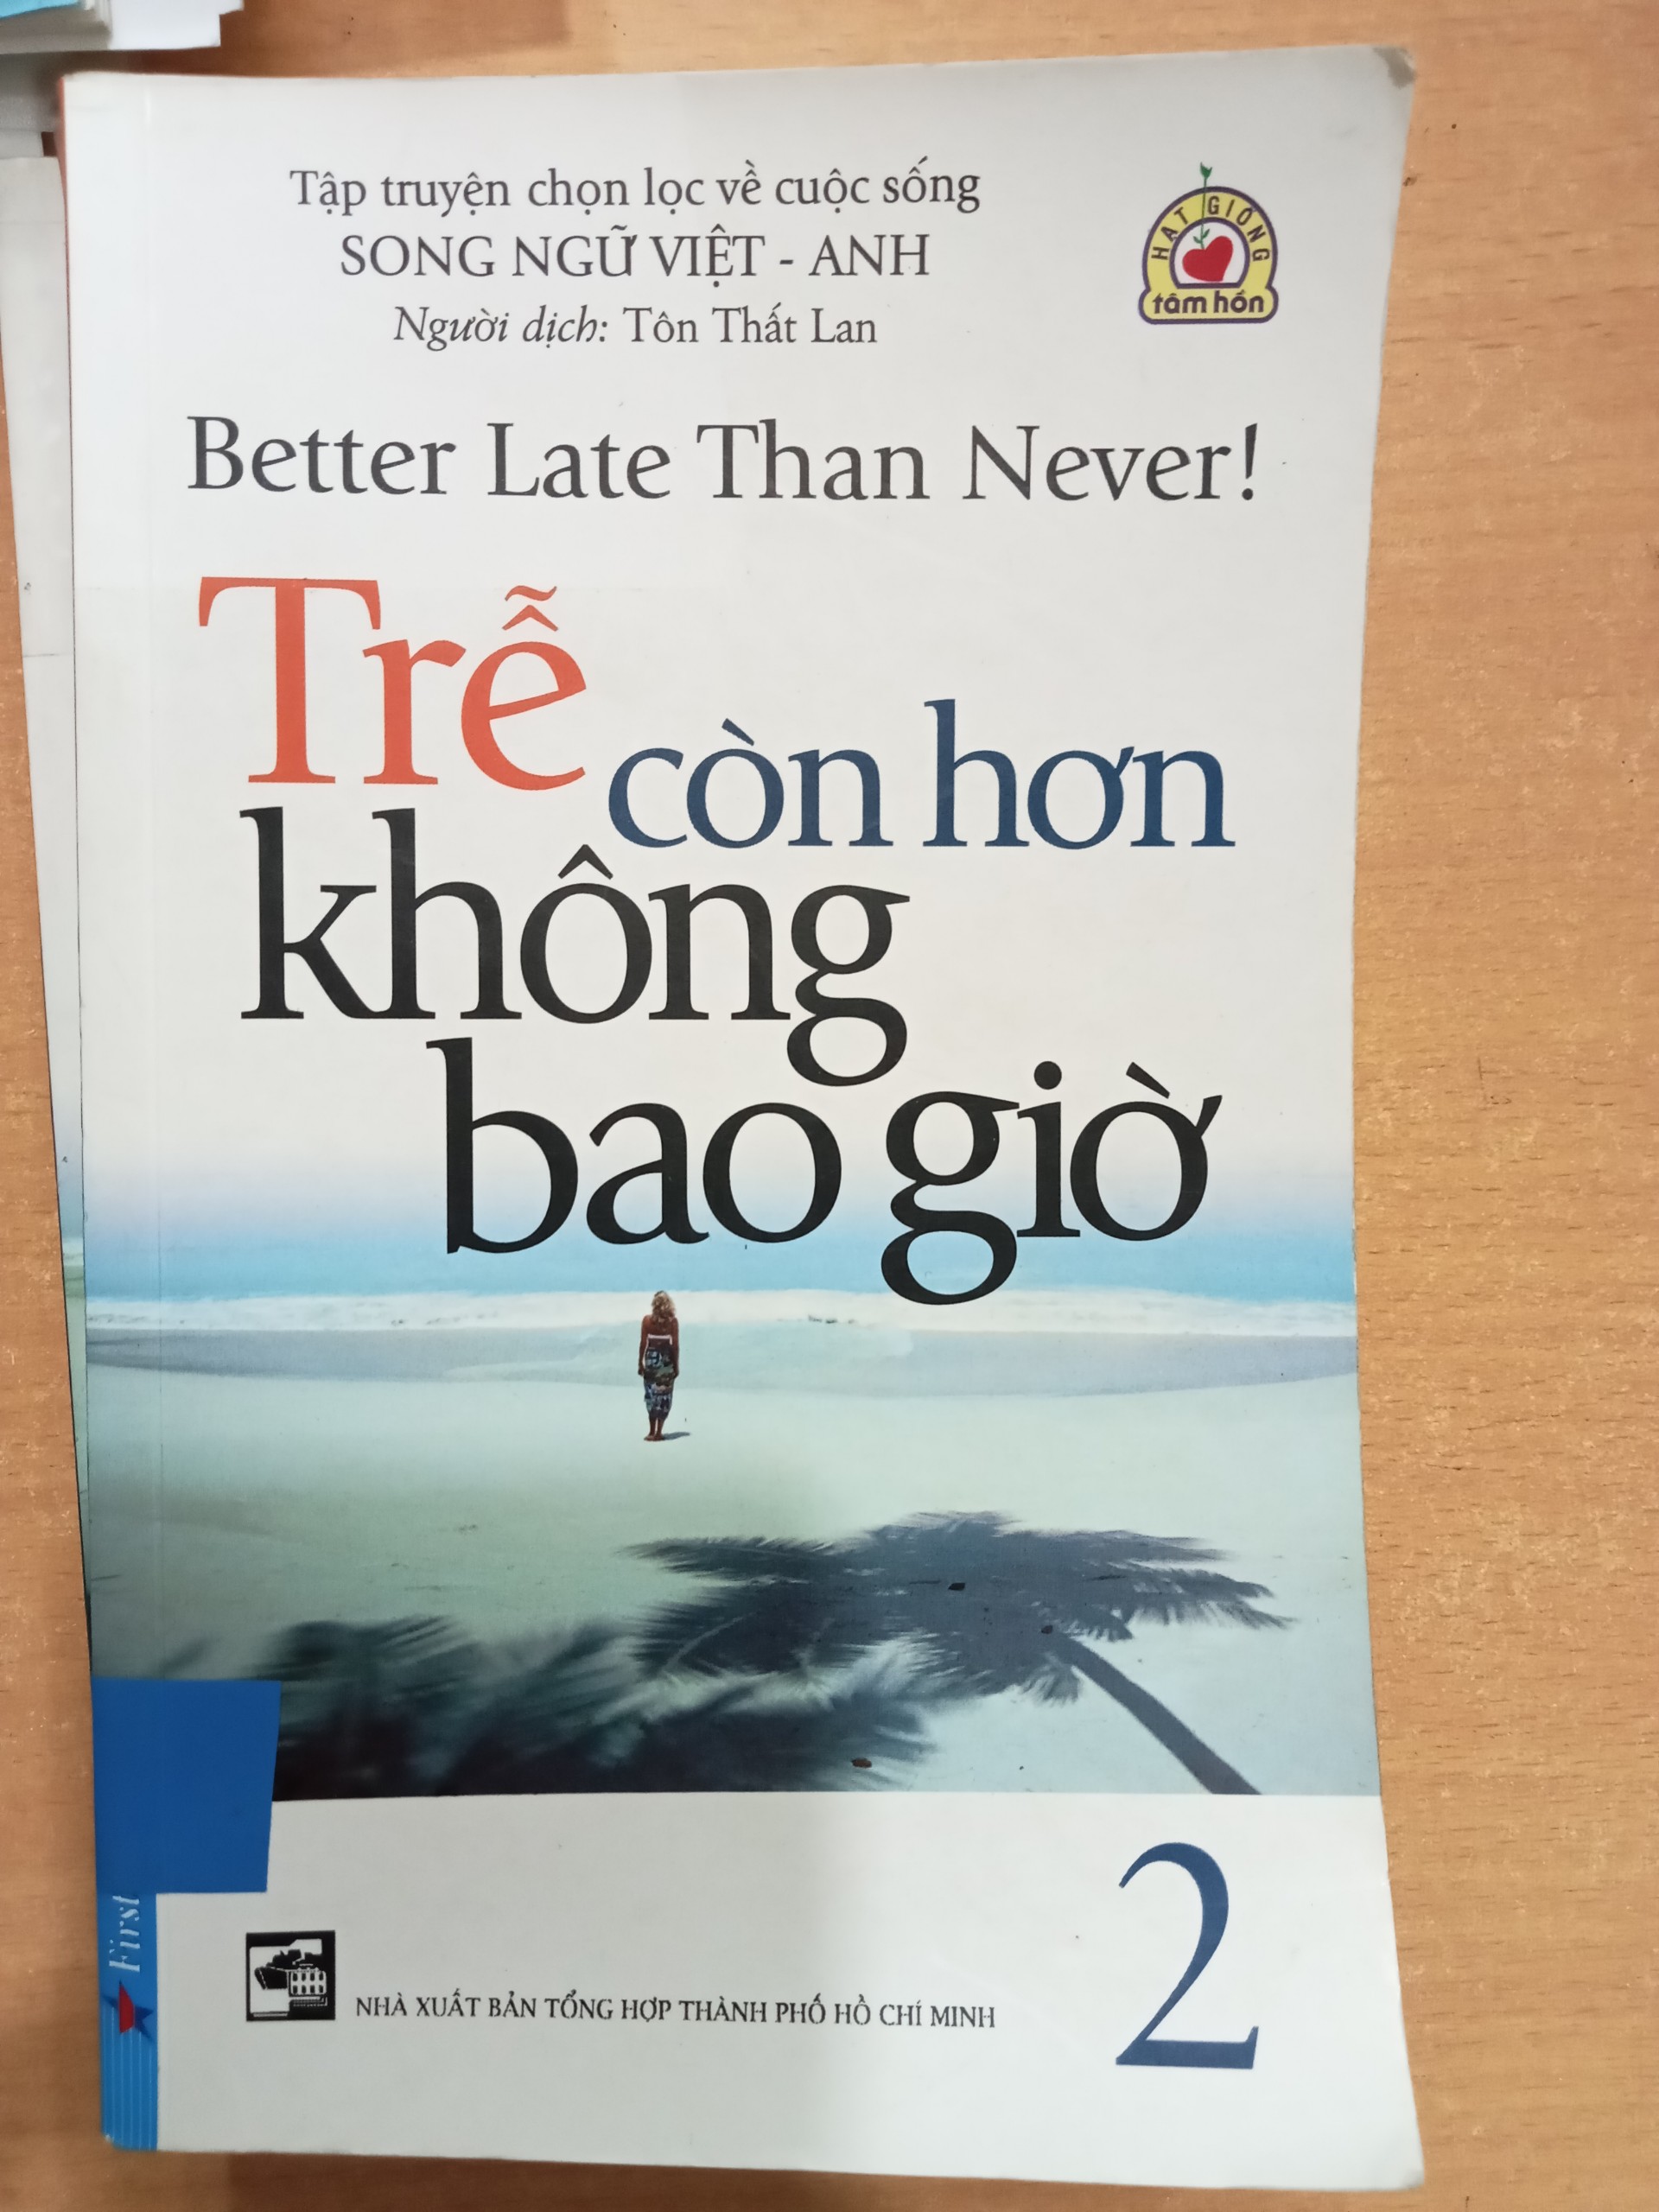 Tập truyện chọn lọc về cuộc sống
SONG NGỮ VIỆT - ANH
Người dịch: Tôn Thất Lan
HẠT GIỐNG
tâm hồn
Better Late Than Never!
Trễ
còn hơn
không
bao giờ
First
NHÀ XUẤT BẢN TỔNG HỢP THÀNH PHỐ HỒ CHÍ MINH
2